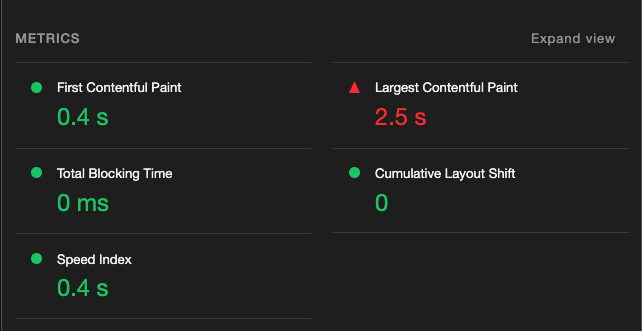 METRICS
Expand view
First Contentful Paint
0.4 s
Largest Contentful Paint
2.5 s
Total Blocking Time
0 ms
Cumulative Layout Shift
0
Speed Index
0.4 s